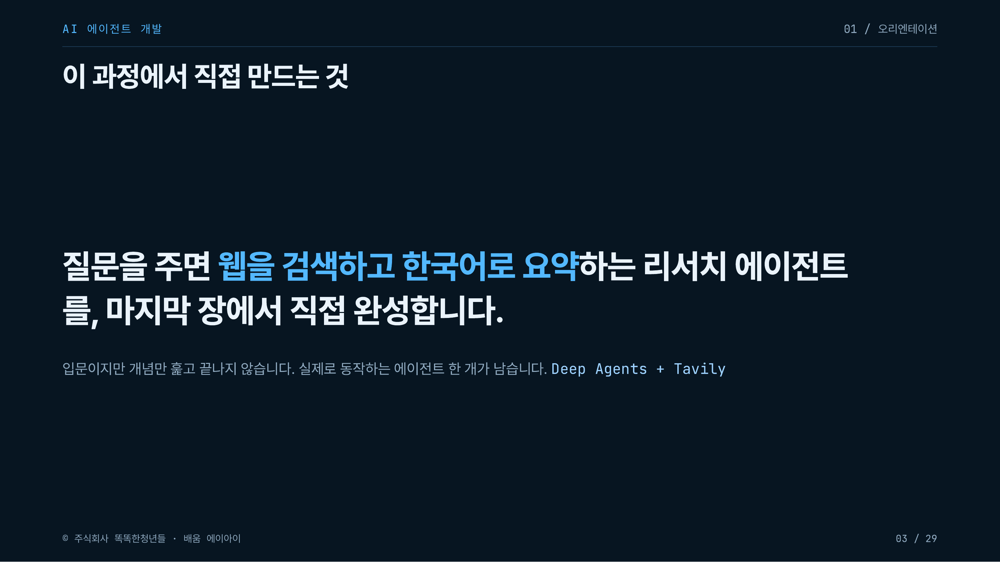 AI 에이전트 개발
01 / 오리엔테이션
이 과정에서 직접 만드는 것
질문을 주면 웹을 검색하고 한국어로 요약하는 리서치 에이전트
를, 마지막 장에서 직접 완성합니다.
입문이지만 개념만 훑고 끝나지 않습니다. 실제로 동작하는 에이전트 한 개가 남습니다. Deep Agents + Tavily
© 주식회사 똑똑한청년들 · 배움 에이아이
03 / 29